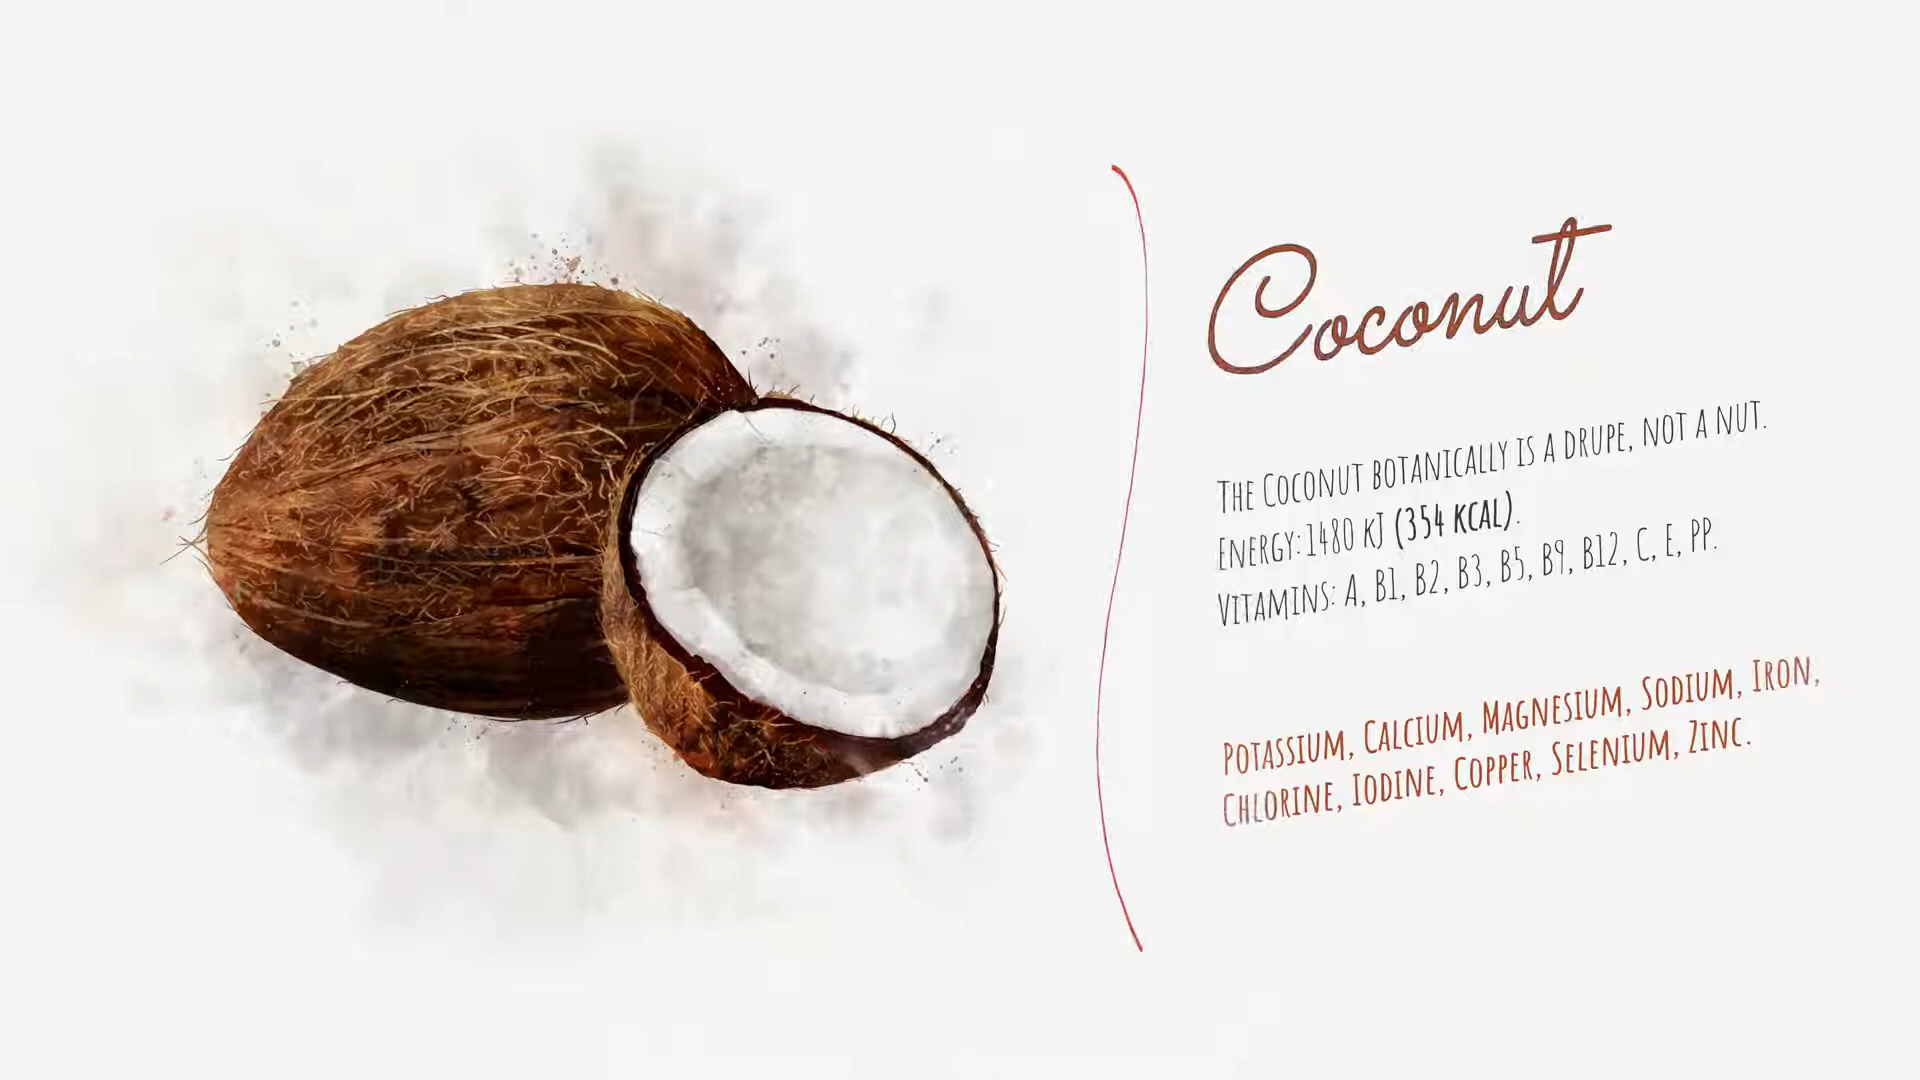 Coconut
The Coconut botanically is a drupe, not a nut.
Energy: 1480 kJ (354 kcal).
Vitamins: A, B1, B2, B3, B5, B9, B12, C, E, PP.
Potassium, Calcium, Magnesium, Sodium, Iron,
Chlorine, Iodine, Copper, Selenium, Zinc.